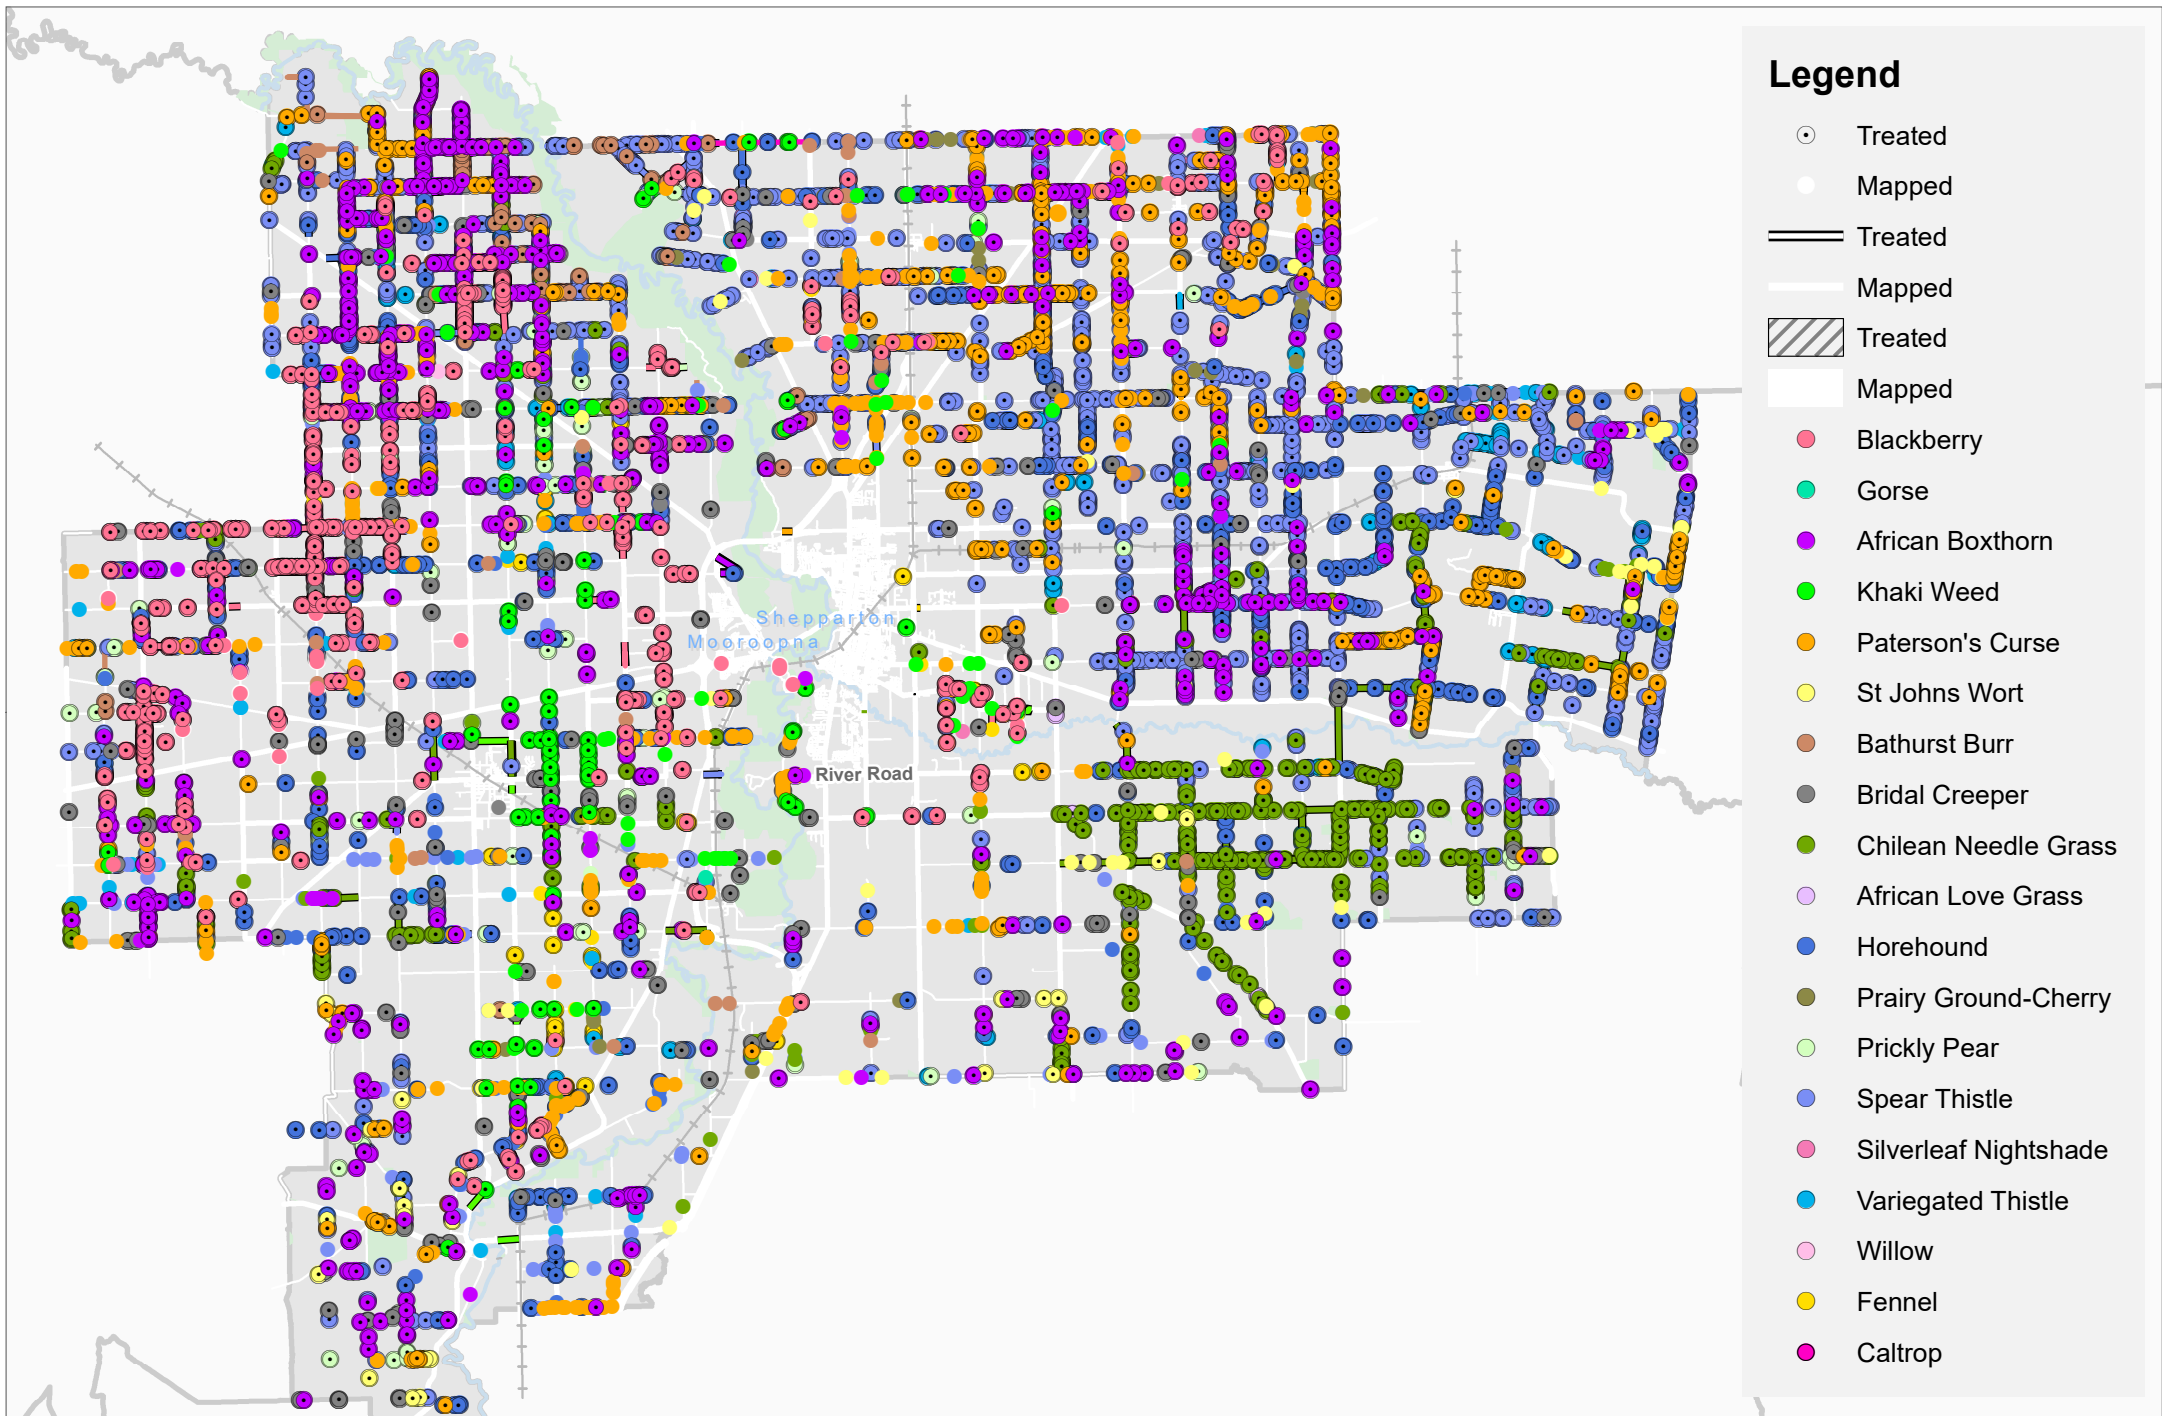 Legend
Treated
Mapped
Treated
Mapped
Treated
Mapped
Blackberry
Gorse
African Boxthorn
Khaki Weed
Paterson's Curse
St Johns Wort
Bathurst Burr
Bridal Creeper
Chilean Needle Grass
African Love Grass
Horehound
Prairy Ground-Cherry
Prickly Pear
Spear Thistle
Silverleaf Nightshade
Variegated Thistle
Willow
Fennel
Caltrop
Shepparton
Mooroopna
River Road